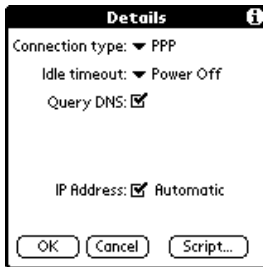 Details i
Connection type: PPP
Idle timeout: Power Off
Query DNS:
IP Address: Automatic
OK Cancel Script...